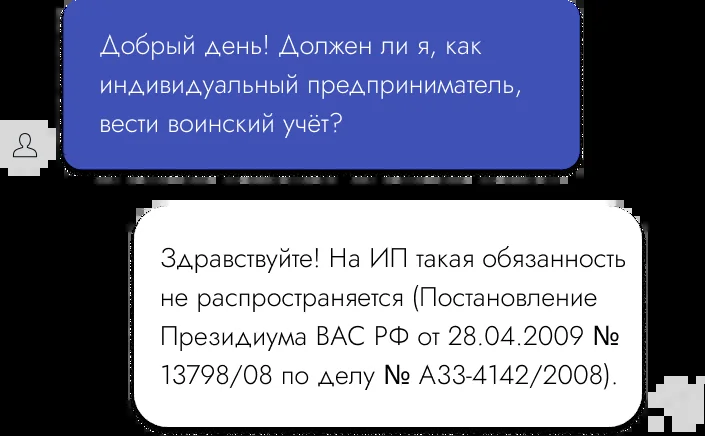 Добрый день! Должен ли я, как
индивидуальный предприниматель,
вести воинский учёт?
Здравствуйте! На ИП такая обязанность
не распространяется (Постановление
Президиума ВАС РФ от 28.04.2009 №
13798/08 по делу № А33-4142/2008).